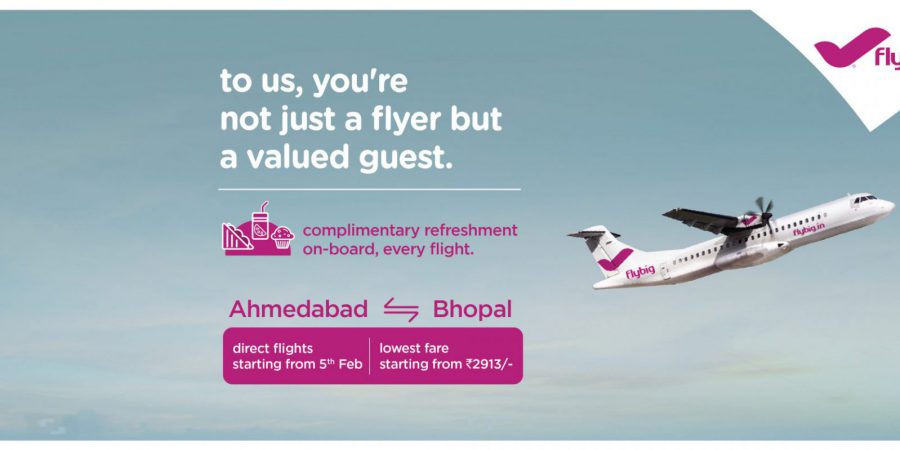 to us, you're
not just a flyer but
a valued guest.
complimentary refreshment
on-board, every flight.
Ahmedabad Bhopal
direct flights
starting from 5th Feb
lowest fare
starting from ₹2913/-
fly
flybig
flybig.in